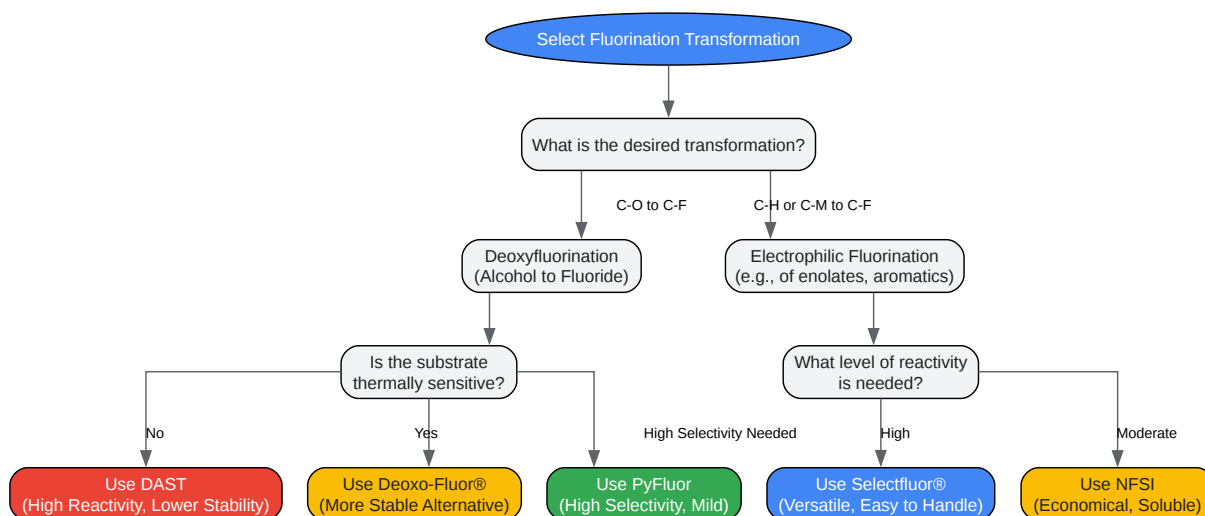 Select Fluorination Transformation
What is the desired transformation?
C-O to C-F
C-H or C-M to C-F
Deoxyfluorination
(Alcohol to Fluoride)
Electrophilic Fluorination
(e.g., of enolates, aromatics)
Is the substrate
thermally sensitive?
What level of reactivity
is needed?
No
Yes
High Selectivity Needed
High
Moderate
Use DAST
(High Reactivity, Lower Stability)
Use Deoxo-Fluor®
(More Stable Alternative)
Use PyFluor
(High Selectivity, Mild)
Use Selectfluor®
(Versatile, Easy to Handle)
Use NFSI
(Economical, Soluble)